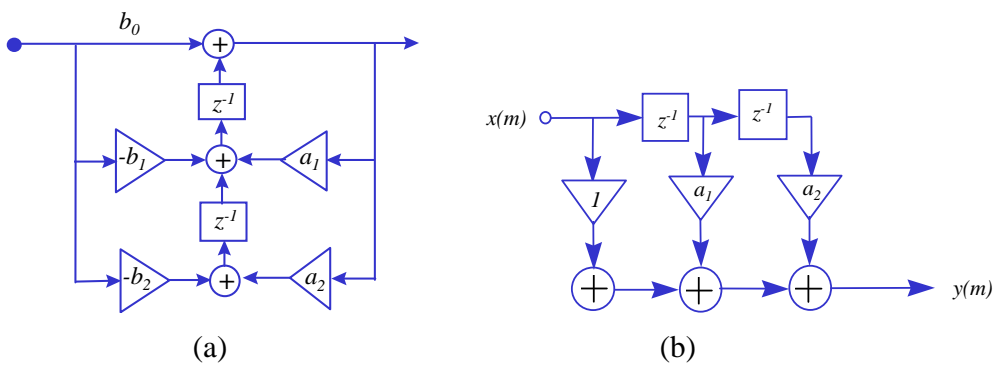 b₀
+
z⁻¹
-b₁
+
a₁
z⁻¹
-b₂
+
a₂
(a)
x(m)
z⁻¹
z⁻¹
1
a₁
a₂
+
+
+
y(m)
(b)